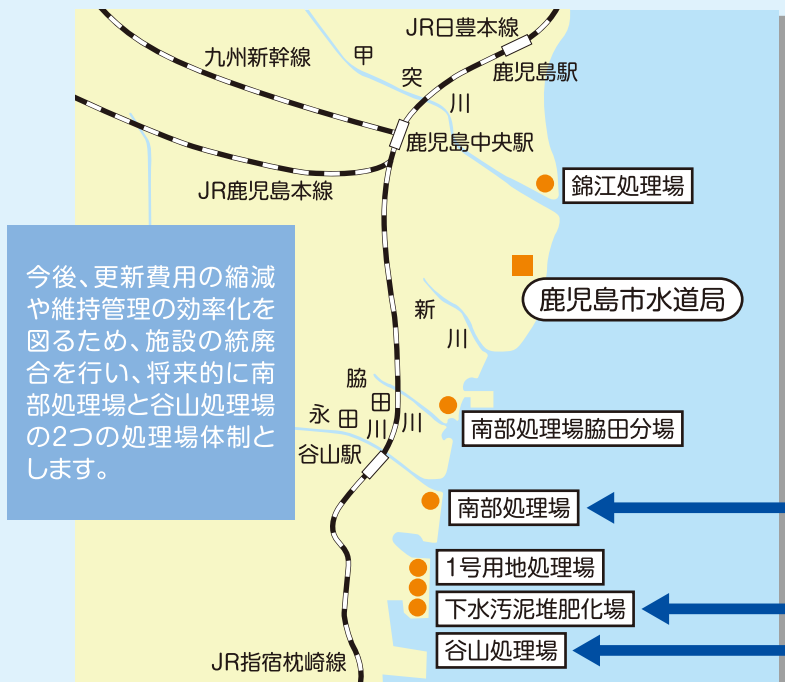 JR日豊本線
九州新幹線
甲突川
鹿児島駅
鹿児島中央駅
JR鹿児島本線
錦江処理場
今後、更新費用の縮減
や維持管理の効率化を
図るため、施設の統廃
合を行い、将来的に南
部処理場と谷山処理場
の2つの処理場体制と
します。
鹿児島市水道局
新川
脇田川
永田川
南部処理場脇田分場
谷山駅
南部処理場
1号用地処理場
下水汚泥堆肥化場
谷山処理場
JR指宿枕崎線